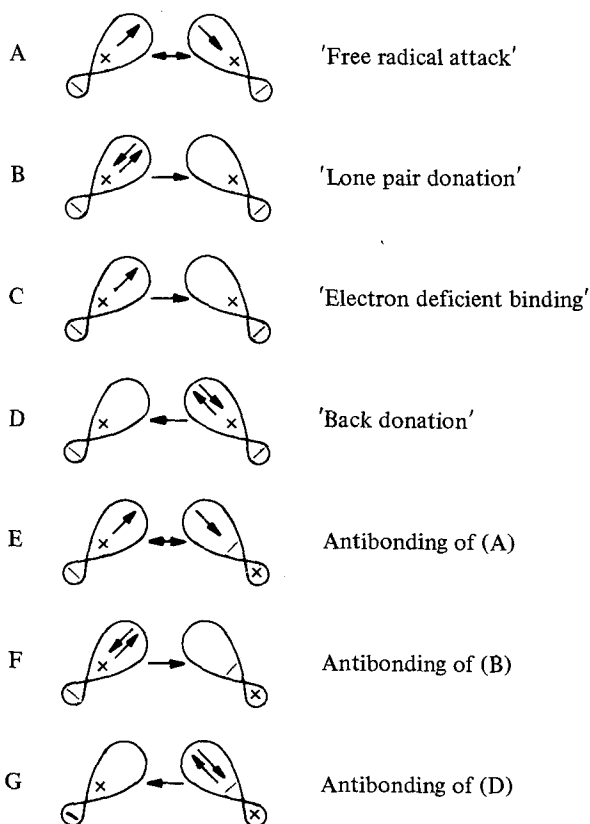 A 'Free radical attack'
B 'Lone pair donation'
C 'Electron deficient binding'
D 'Back donation'
E Antibonding of (A)
F Antibonding of (B)
G Antibonding of (D)